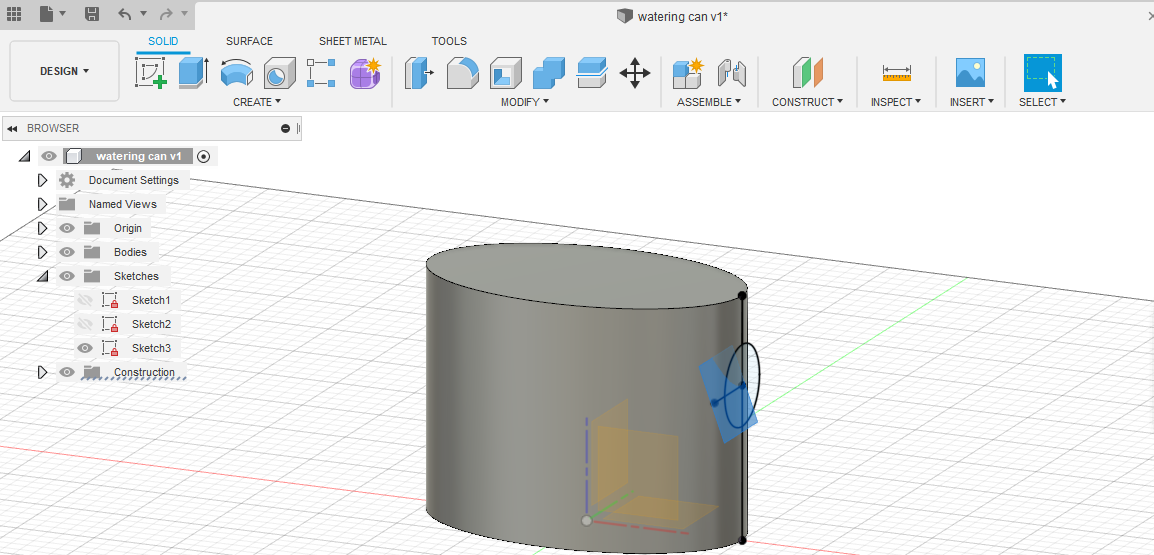 watering can v1*
SOLID SURFACE SHEET METAL TOOLS
DESIGN
CREATE MODIFY ASSEMBLE CONSTRUCT INSPECT INSERT SELECT
BROWSER
watering can v1
Document Settings
Named Views
Origin
Bodies
Sketches
Sketch1
Sketch2
Sketch3
Construction